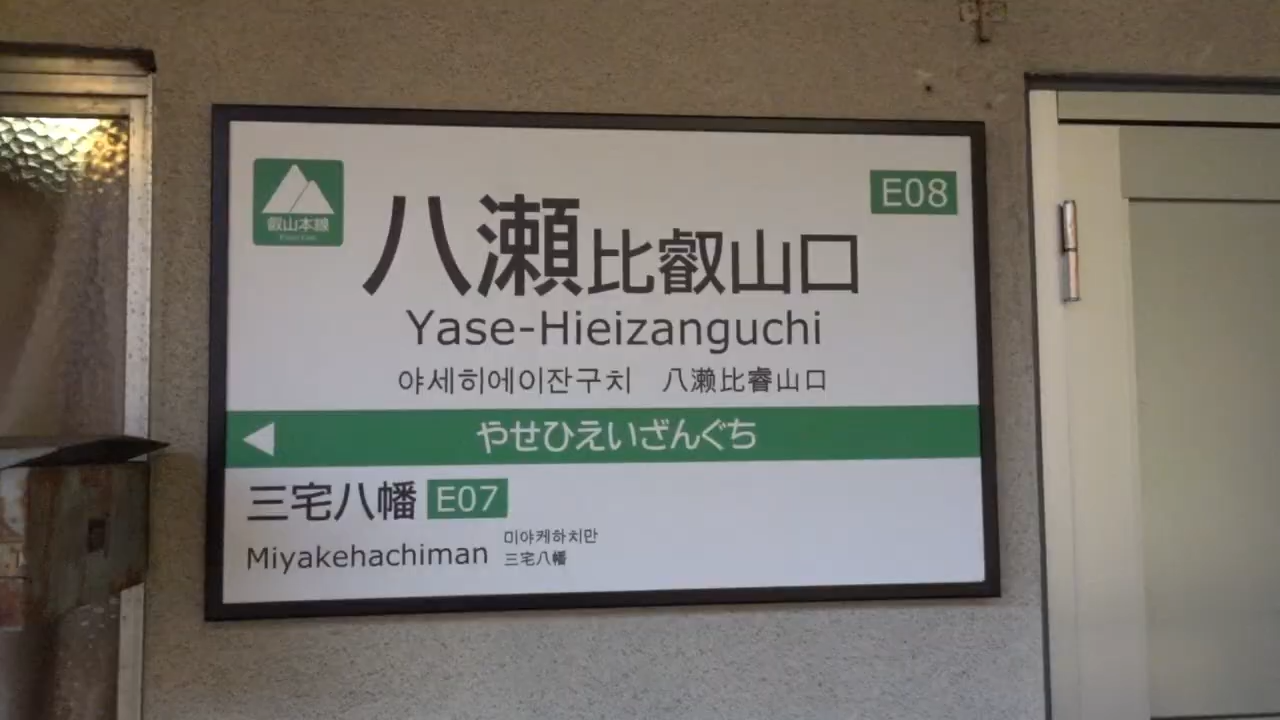 叡山本線
E08
八瀬比叡山口
Yase-Hieizanguchi
야세히에이잔구치 八濑比睿山口
やせひえいざんぐち
三宅八幡 E07
Miyakehachiman
미야케하치만
三宅八幡